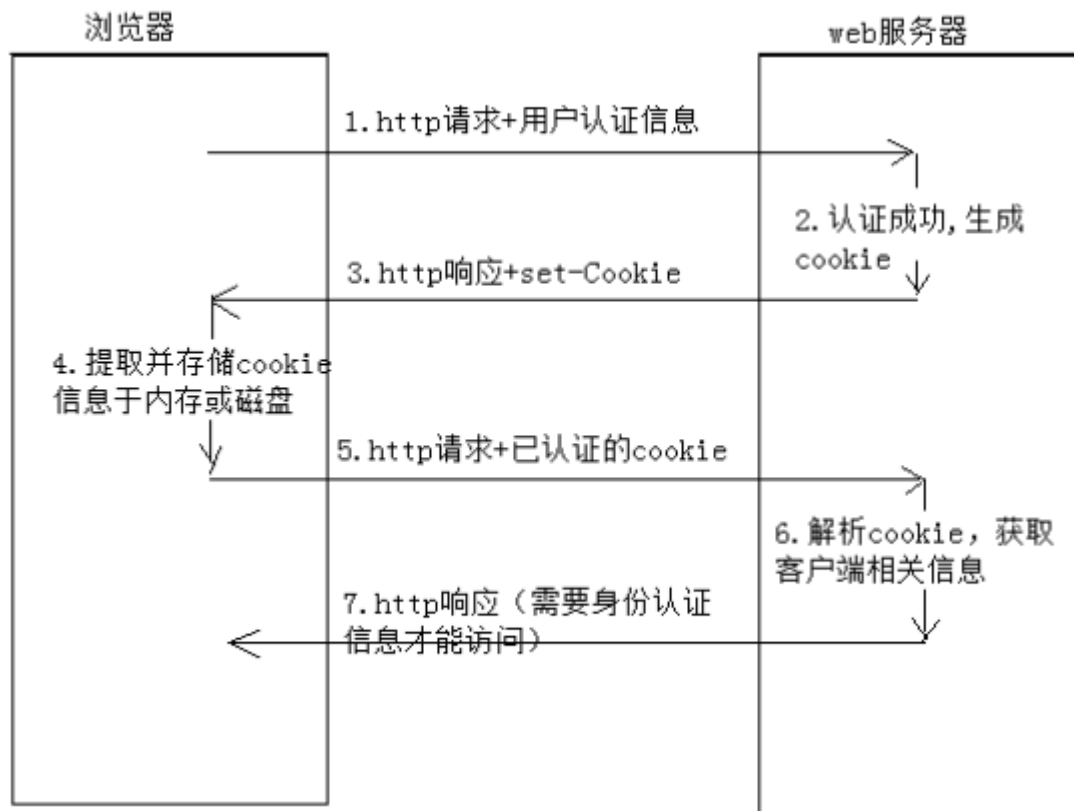 浏览器
web服务器
1.http请求+用户认证信息
2.认证成功,生成
cookie
3.http响应+set-Cookie
4.提取并存储cookie
信息于内存或磁盘
5.http请求+已认证的cookie
6.解析cookie，获取
客户端相关信息
7.http响应（需要身份认证
信息才能访问）